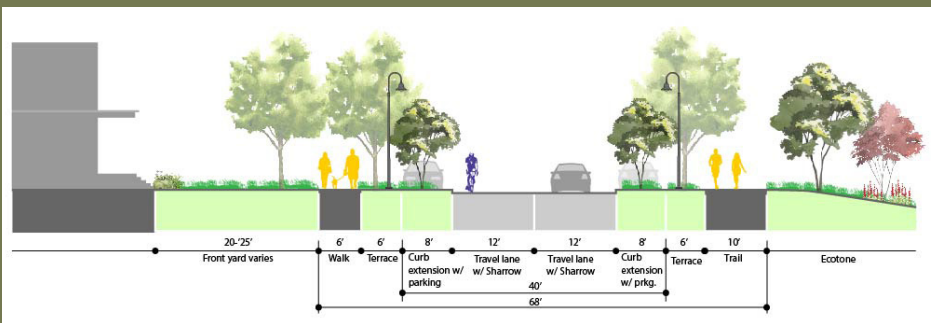 20-'25'
Front yard varies
6'
Walk
6'
Terrace
8'
Curb
extension w/
parking
12'
Travel lane
w/ Sharrow
12'
Travel lane
w/ Sharrow
8'
Curb
extension
w/ prkg.
6'
Terrace
10'
Trail
Ecotone
40'
68'